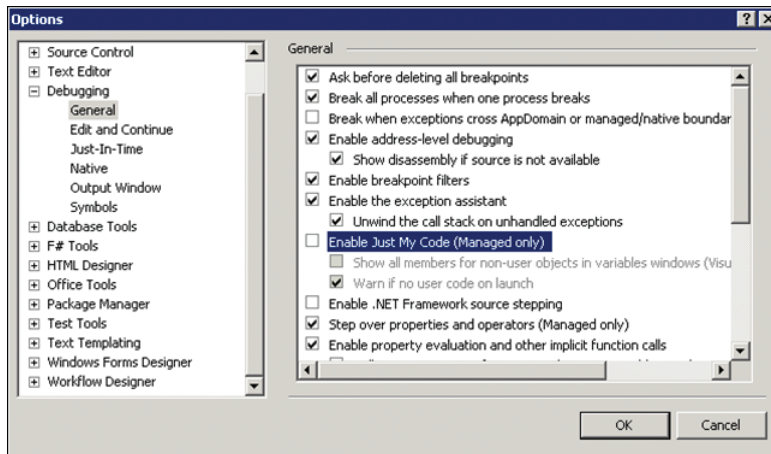 Options
Source Control
Text Editor
Debugging
General
Edit and Continue
Just-In-Time
Native
Output Window
Symbols
Database Tools
F# Tools
HTML Designer
Office Tools
Package Manager
Test Tools
Text Templating
Windows Forms Designer
Workflow Designer
General
Ask before deleting all breakpoints
Break all processes when one process breaks
Break when exceptions cross AppDomain or managed/native boundar
Enable address-level debugging
Show disassembly if source is not available
Enable breakpoint filters
Enable the exception assistant
Unwind the call stack on unhandled exceptions
Enable Just My Code (Managed only)
Show all members for non-user objects in variables windows (Visu
Warn if no user code on launch
Enable .NET Framework source stepping
Step over properties and operators (Managed only)
Enable property evaluation and other implicit function calls
OK
Cancel